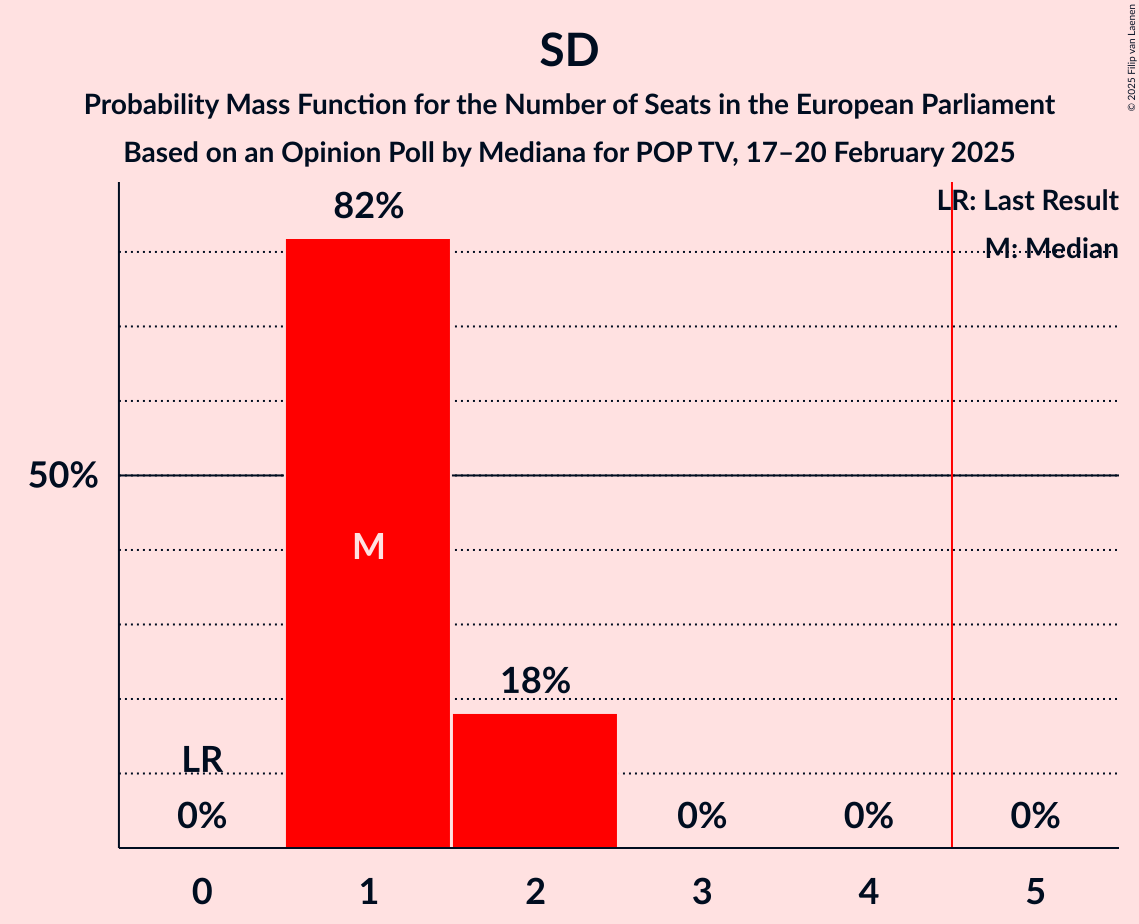 SD
Probability Mass Function for the Number of Seats in the European Parliament
Based on an Opinion Poll by Mediana for POP TV, 17–20 February 2025
© 2025 Filip van Laenen
LR: Last Result
M: Median
82%
50%
M
18%
LR
0%
0%
0%
0%
0
1
2
3
4
5